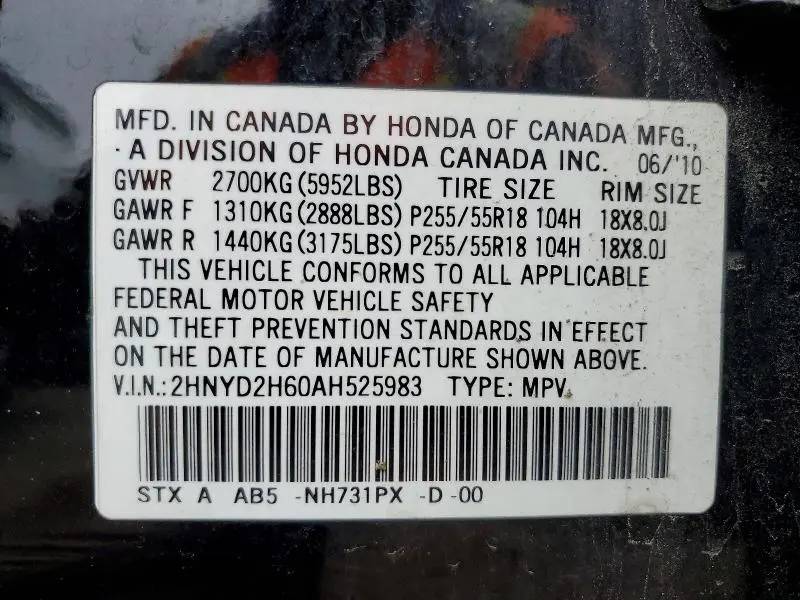 MFD. IN CANADA BY HONDA OF CANADA MFG.,
A DIVISION OF HONDA CANADA INC. 06/'10
GVWR 2700KG(5952LBS) TIRE SIZE RIM SIZE
GAWR F 1310KG(2888LBS) P255/55R18 104H 18X8.0J
GAWR R 1440KG(3175LBS) P255/55R18 104H 18X8.0J
THIS VEHICLE CONFORMS TO ALL APPLICABLE
FEDERAL MOTOR VEHICLE SAFETY
AND THEFT PREVENTION STANDARDS IN EFFECT
ON THE DATE OF MANUFACTURE SHOWN ABOVE.
V.I.N.:2HNYD2H60AH525983 TYPE: MPV
STX A AB5 -NH731PX -D -00